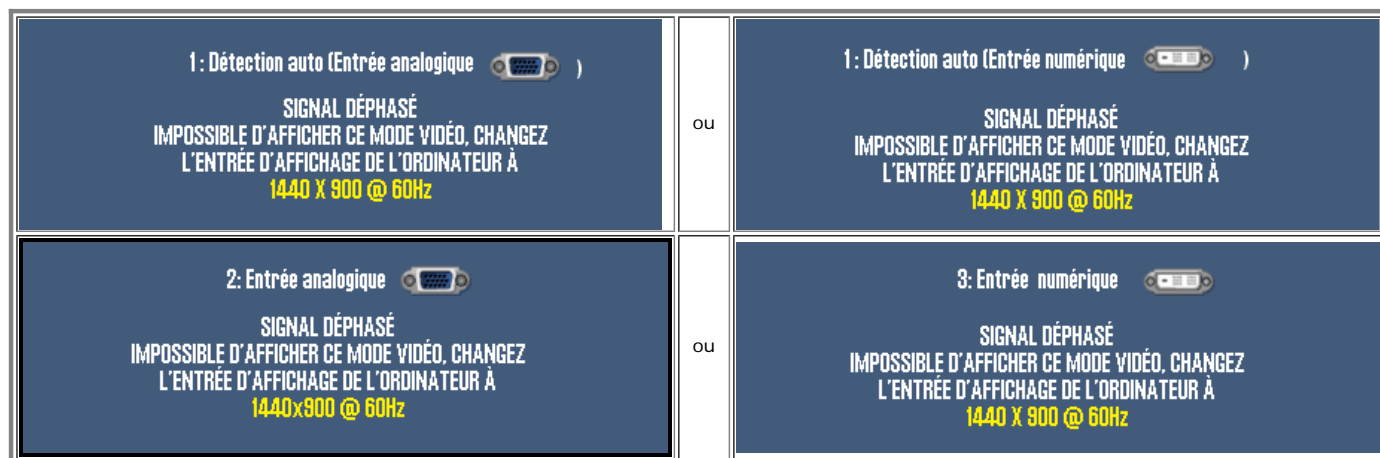 1: Détection auto (Entrée analogique )
SIGNAL DÉPHASÉ
IMPOSSIBLE D'AFFICHER CE MODE VIDÉO, CHANGEZ
L'ENTRÉE D'AFFICHAGE DE L'ORDINATEUR À
1440 X 900 @ 60Hz
ou
1: Détection auto (Entrée numérique )
SIGNAL DÉPHASÉ
IMPOSSIBLE D'AFFICHER CE MODE VIDÉO, CHANGEZ
L'ENTRÉE D'AFFICHAGE DE L'ORDINATEUR À
1440 X 900 @ 60Hz
2: Entrée analogique
SIGNAL DÉPHASÉ
IMPOSSIBLE D'AFFICHER CE MODE VIDÉO, CHANGEZ
L'ENTRÉE D'AFFICHAGE DE L'ORDINATEUR À
1440x900 @ 60Hz
ou
3: Entrée numérique
SIGNAL DÉPHASÉ
IMPOSSIBLE D'AFFICHER CE MODE VIDÉO, CHANGEZ
L'ENTRÉE D'AFFICHAGE DE L'ORDINATEUR À
1440 X 900 @ 60Hz